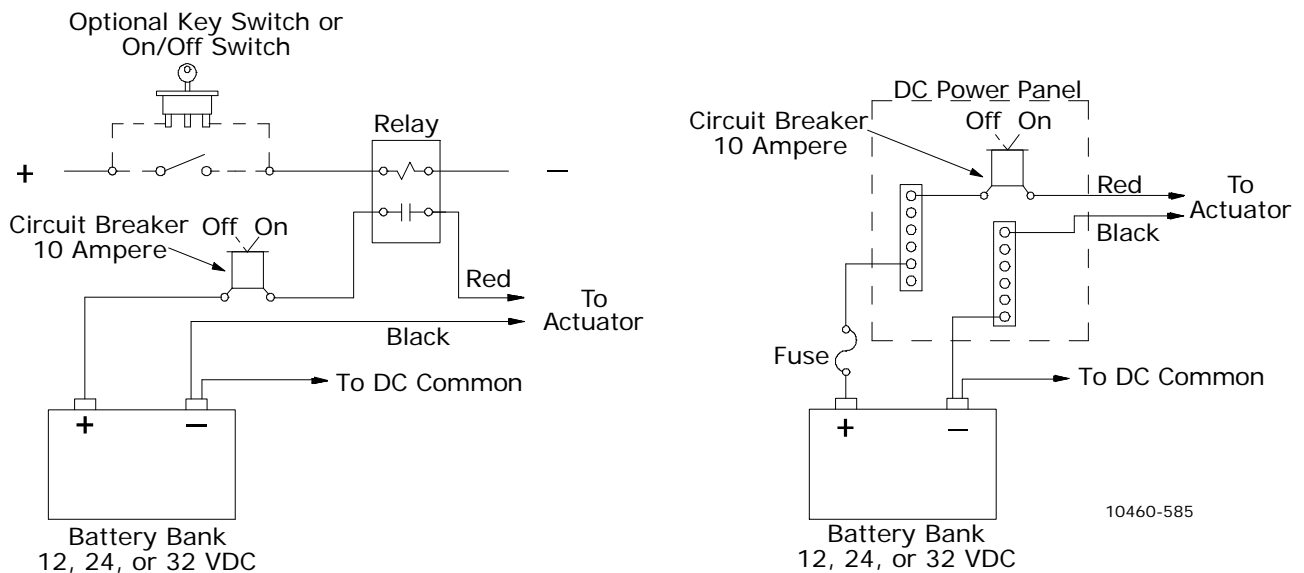 Optional Key Switch or
On/Off Switch
Relay
+
−
Circuit Breaker
10 Ampere
Off On
Red
To
Actuator
Black
To DC Common
+ −
Battery Bank
12, 24, or 32 VDC
DC Power Panel
Circuit Breaker
10 Ampere
Off On
Red
To
Actuator
Black
Fuse
To DC Common
+ −
Battery Bank
12, 24, or 32 VDC
10460-585